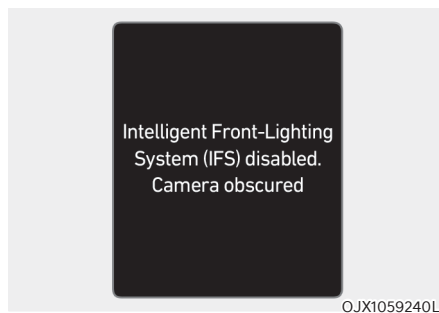 Intelligent Front-Lighting
System (IFS) disabled.
Camera obscured
OJX1059240L